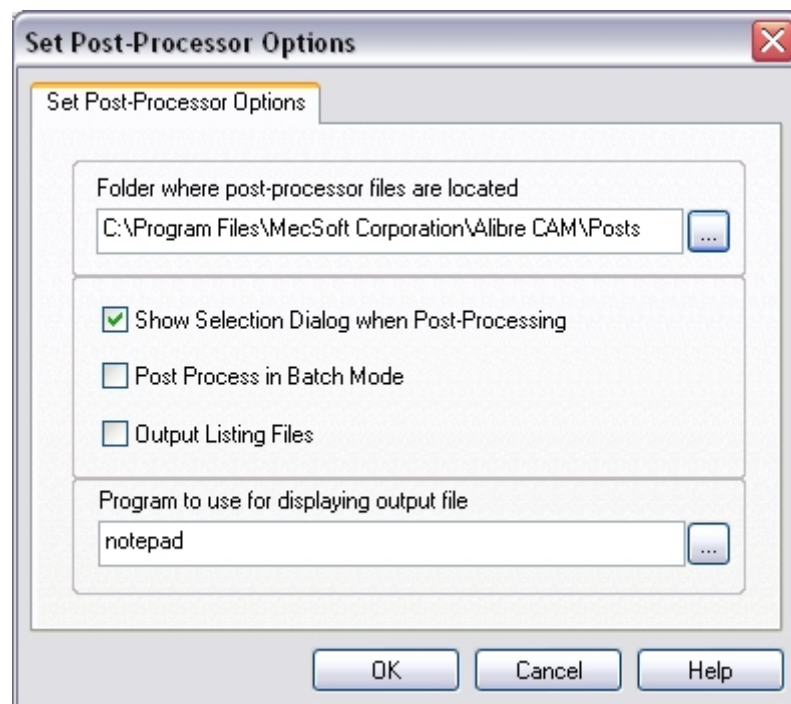 Set Post-Processor Options
Set Post-Processor Options
Folder where post-processor files are located
C:\Program Files\MecSoft Corporation\Alibre CAM\Posts
...
Show Selection Dialog when Post-Processing
Post Process in Batch Mode
Output Listing Files
Program to use for displaying output file
notepad
...
OK
Cancel
Help